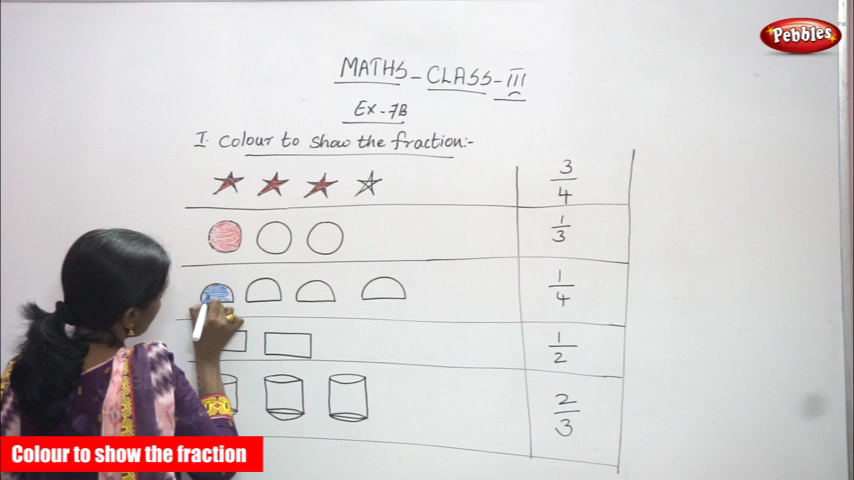 Pebbles
MATHS - CLASS - III
Ex - 7B
I. Colour to show the fraction:-
3/4
1/3
1/4
1/2
2/3
Colour to show the fraction